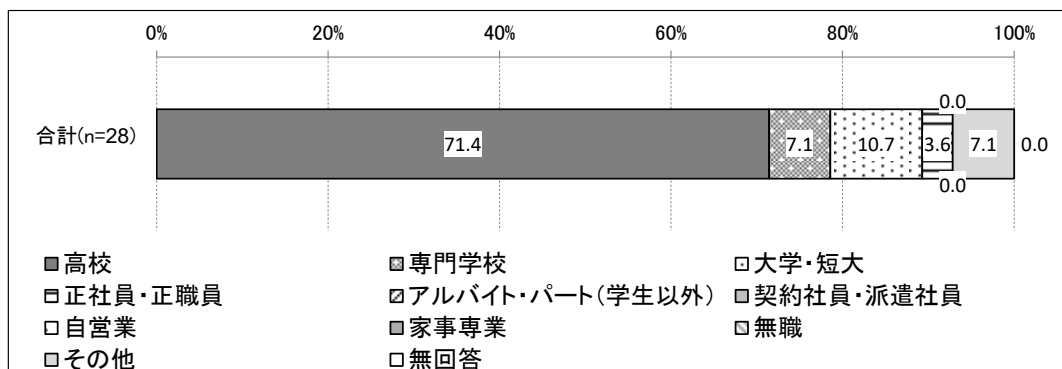 0% 20% 40% 60% 80% 100%
0.0
合計(n=28) 71.4 7.1 10.7 3.6 7.1 0.0
0.0
高校 専門学校 大学・短大
正社員・正職員 アルバイト・パート(学生以外) 契約社員・派遣社員
自営業 家事専業 無職
その他 無回答